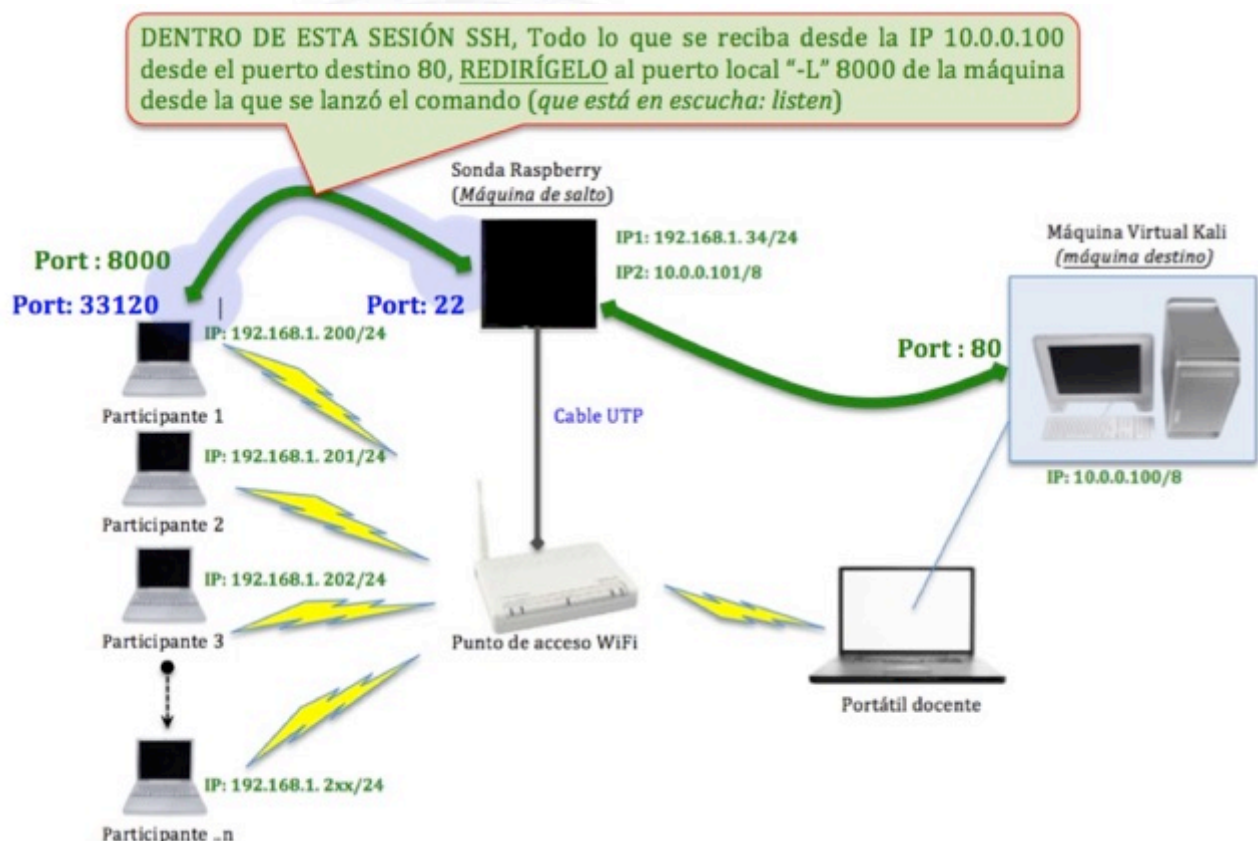 DENTRO DE ESTA SESIÓN SSH, Todo lo que se reciba desde la IP 10.0.0.100
desde el puerto destino 80, REDIRÍGELO al puerto local “-L” 8000 de la máquina
desde la que se lanzó el comando (que está en escucha: listen)
Sonda Raspberry
(Máquina de salto)
IP1: 192.168.1. 34/24
IP2: 10.0.0.101/8
Máquina Virtual Kali
(máquina destino)
Port : 8000
Port: 33120
Port: 22
IP: 192.168.1. 200/24
Port : 80
Participante 1
Cable UTP
IP: 192.168.1. 201/24
IP: 10.0.0.100/8
Participante 2
IP: 192.168.1. 202/24
Participante 3
Punto de acceso WiFi
Portátil docente
IP: 192.168.1. 2xx/24
Participante ..n